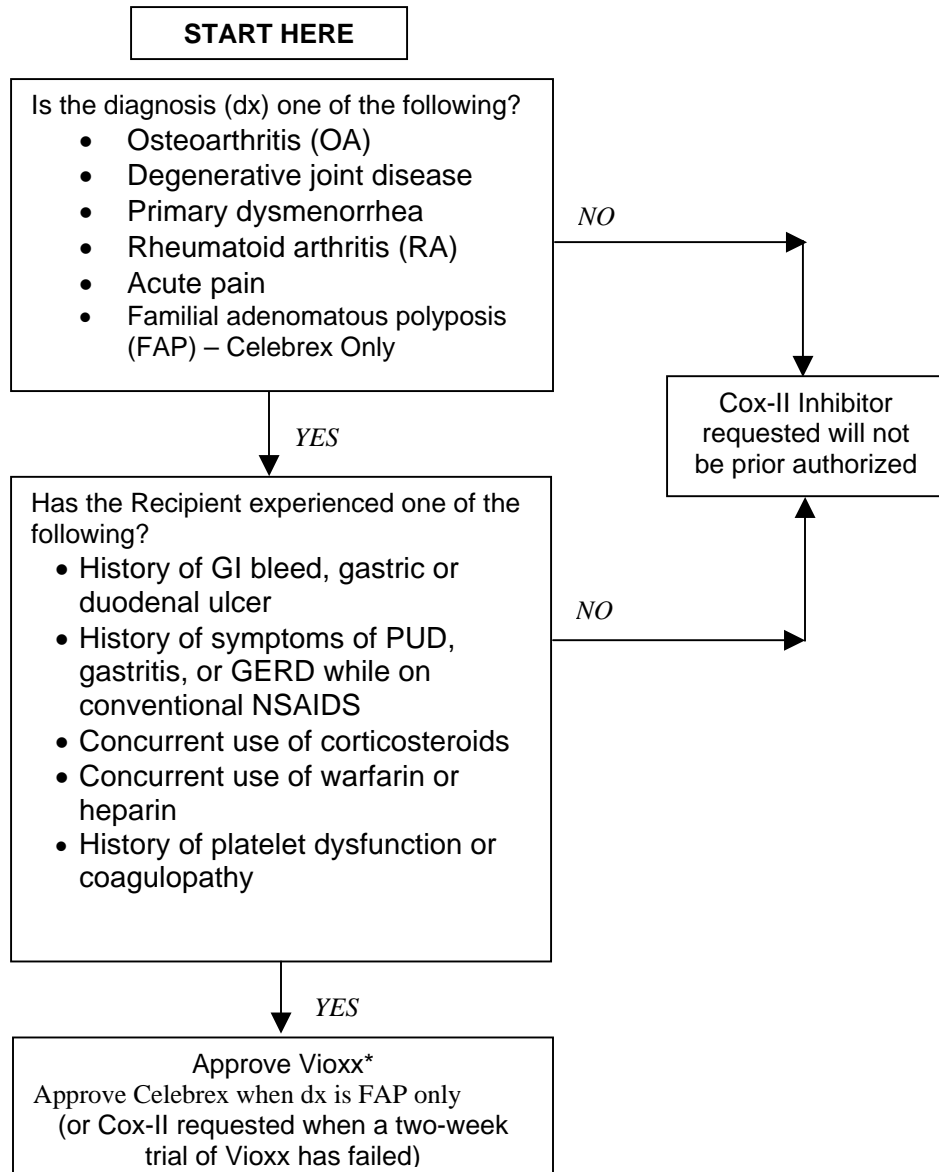 START HERE
Is the diagnosis (dx) one of the following?
• Osteoarthritis (OA)
• Degenerative joint disease
• Primary dysmenorrhea
• Rheumatoid arthritis (RA)
• Acute pain
• Familial adenomatous polyposis
(FAP) – Celebrex Only
NO
Cox-II Inhibitor
requested will not
be prior authorized
YES
Has the Recipient experienced one of the
following?
• History of GI bleed, gastric or
duodenal ulcer
• History of symptoms of PUD,
gastritis, or GERD while on
conventional NSAIDS
• Concurrent use of corticosteroids
• Concurrent use of warfarin or
heparin
• History of platelet dysfunction or
coagulopathy
NO
YES
Approve Vioxx*
Approve Celebrex when dx is FAP only
(or Cox-II requested when a two-week
trial of Vioxx has failed)